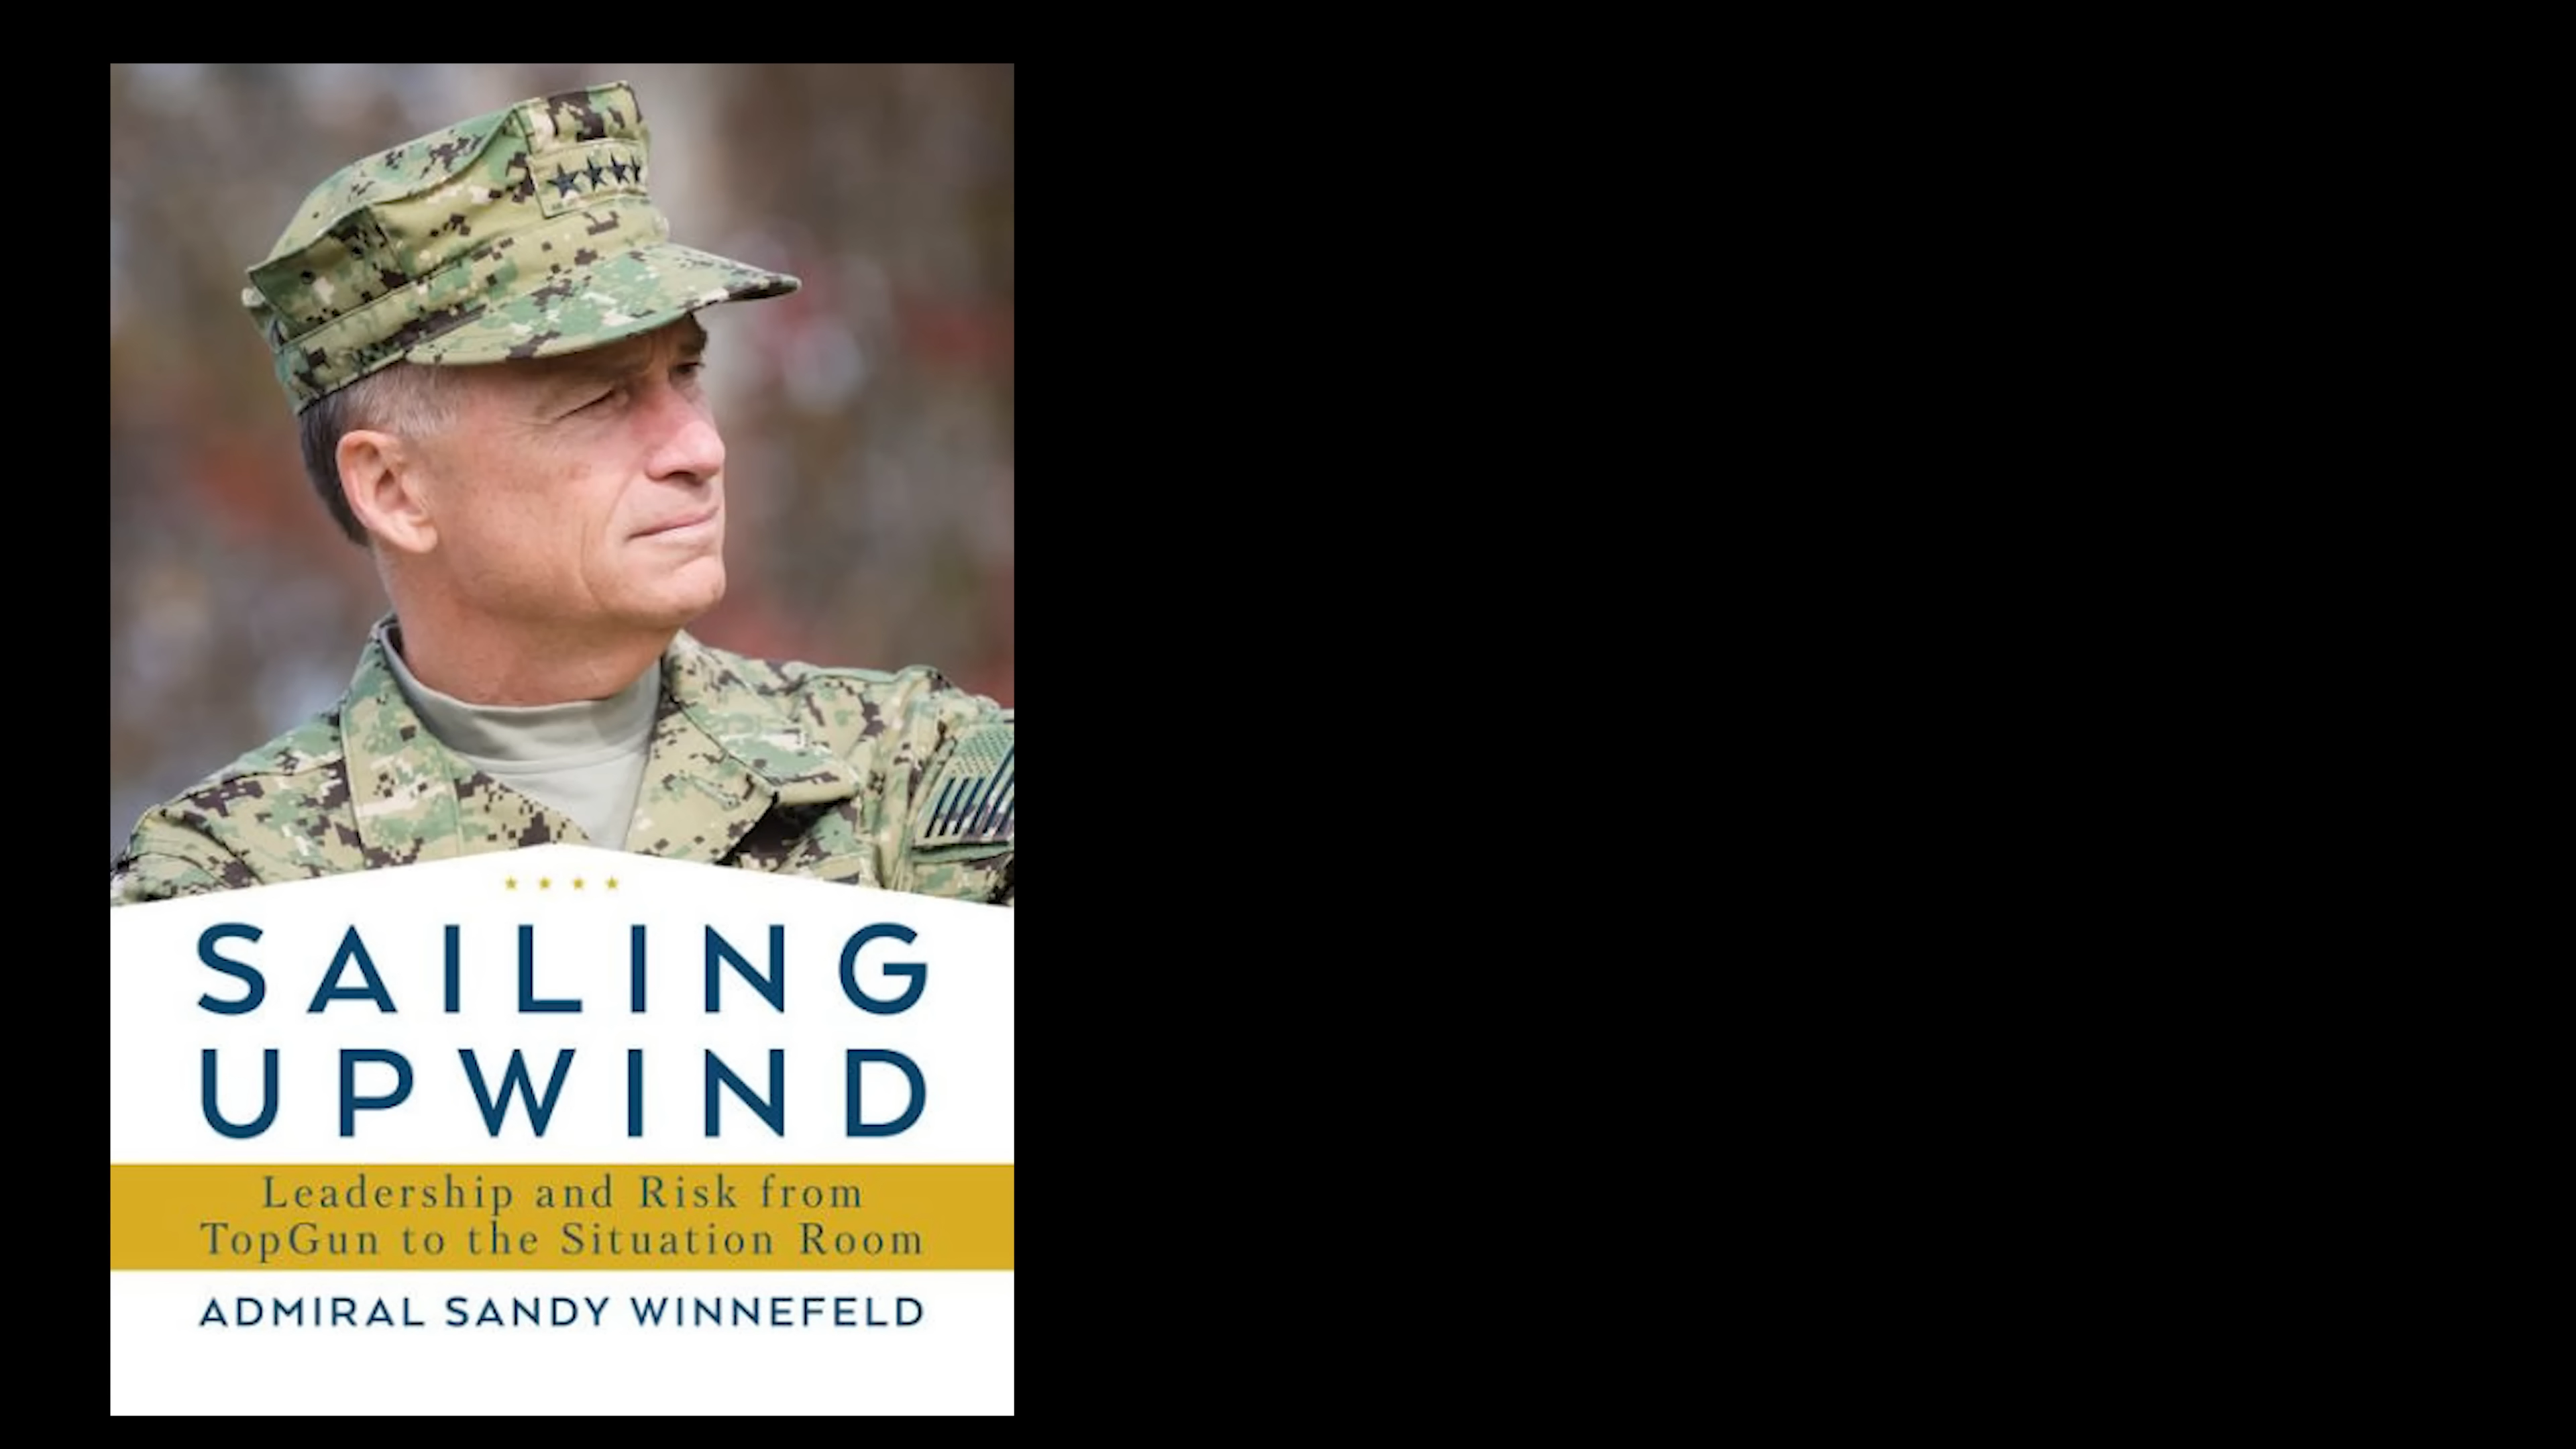 SAILING
UPWIND
Leadership and Risk from
TopGun to the Situation Room
ADMIRAL SANDY WINNEFELD